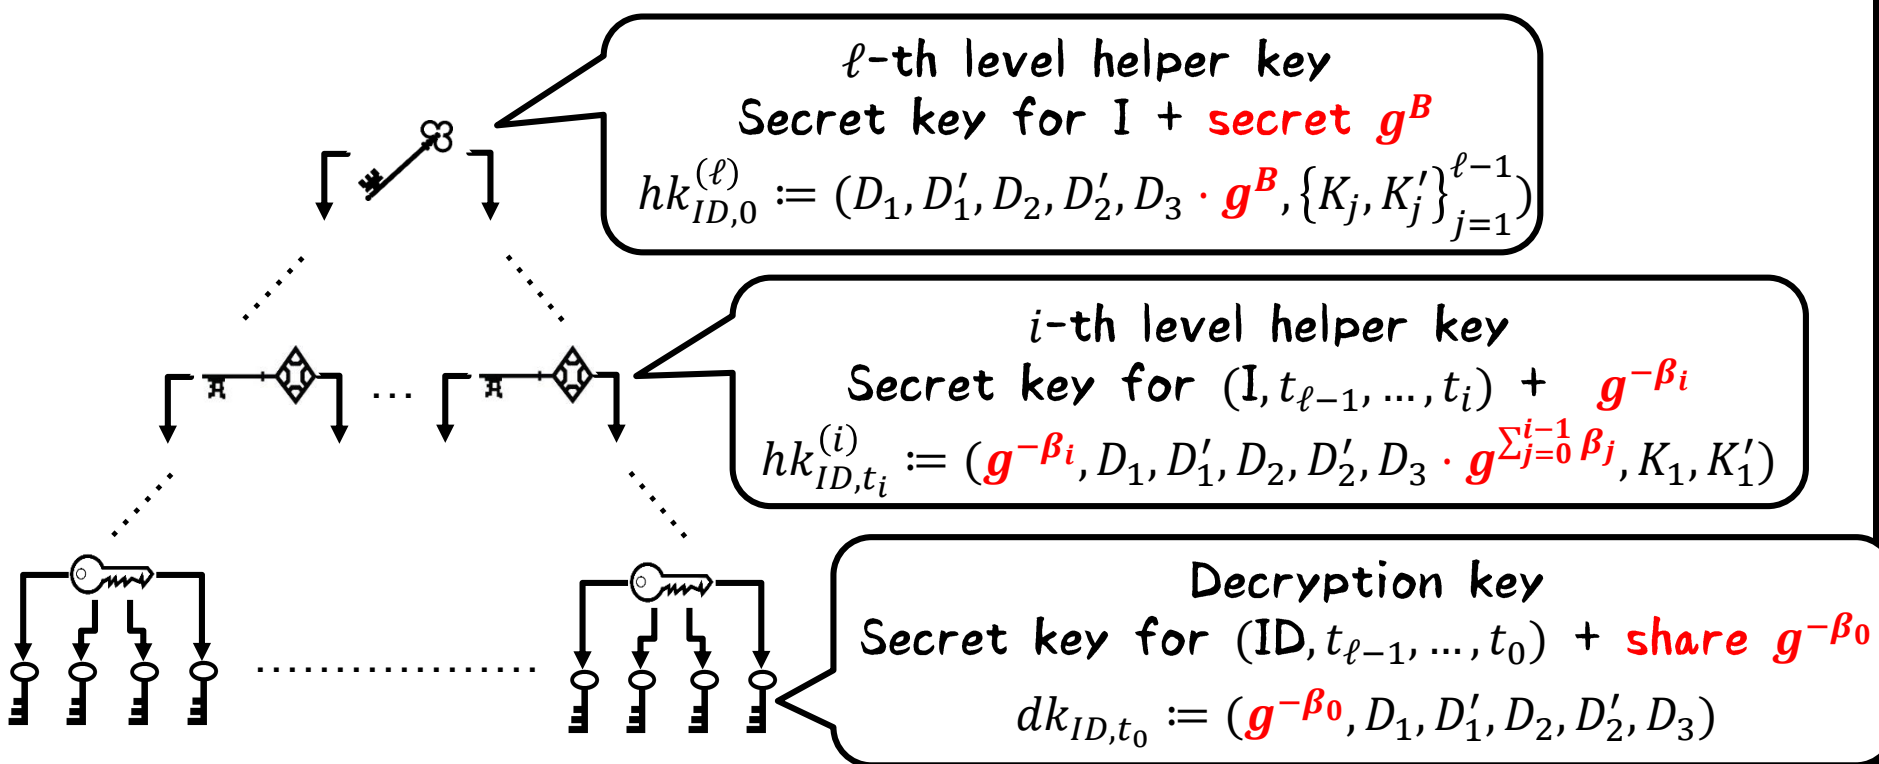 ℓ-th level helper key
Secret key for I + secret g^B
hk_{ID,0}^{(ℓ)} := (D_1, D'_1, D_2, D'_2, D_3 · g^B, {K_j, K'_j}_{j=1}^{ℓ−1})
i-th level helper key
Secret key for (I, t_{ℓ−1}, …, t_i) + g^{−β_i}
hk_{ID,t_i}^{(i)} := (g^{−β_i}, D_1, D'_1, D_2, D'_2, D_3 · g^{∑_{j=0}^{i−1} β_j}, K_1, K'_1)
...
Decryption key
Secret key for (ID, t_{ℓ−1}, …, t_0) + share g^{−β_0}
dk_{ID,t_0} := (g^{−β_0}, D_1, D'_1, D_2, D'_2, D_3)